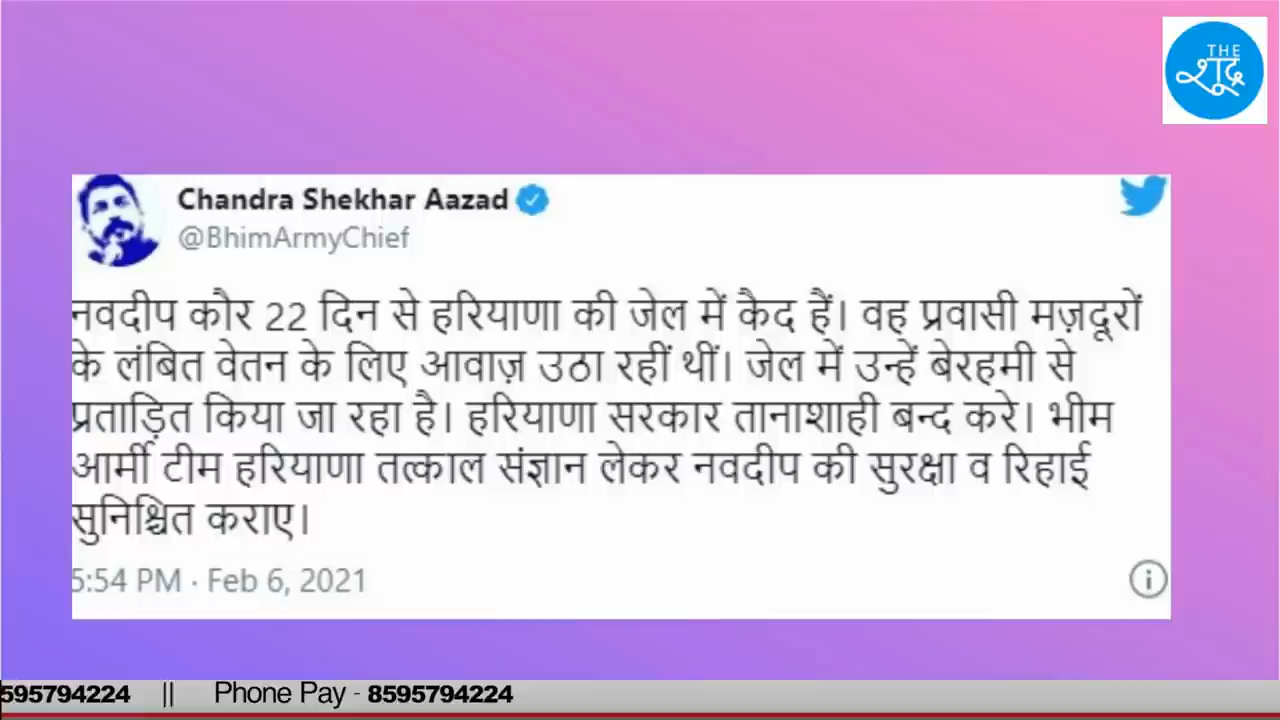 THE
शूद्र
Chandra Shekhar Aazad
@BhimArmyChief
नवदीप कौर 22 दिन से हरियाणा की जेल में कैद हैं। वह प्रवासी मज़दूरों
के लंबित वेतन के लिए आवाज़ उठा रहीं थीं। जेल में उन्हें बेरहमी से
प्रताड़ित किया जा रहा है। हरियाणा सरकार तानाशाही बन्द करे। भीम
आर्मी टीम हरियाणा तत्काल संज्ञान लेकर नवदीप की सुरक्षा व रिहाई
सुनिश्चित कराए।
5:54 PM · Feb 6, 2021
595794224 || Phone Pay - 8595794224